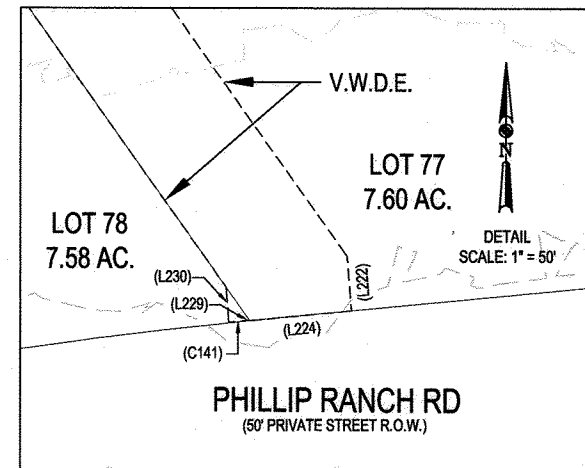 V.W.D.E.
N
LOT 77
7.60 AC.
DETAIL
SCALE: 1" = 50'
LOT 78
7.58 AC.
(L230)
(L222)
(L229)
(L224)
(C141)
PHILLIP RANCH RD
(50' PRIVATE STREET R.O.W.)